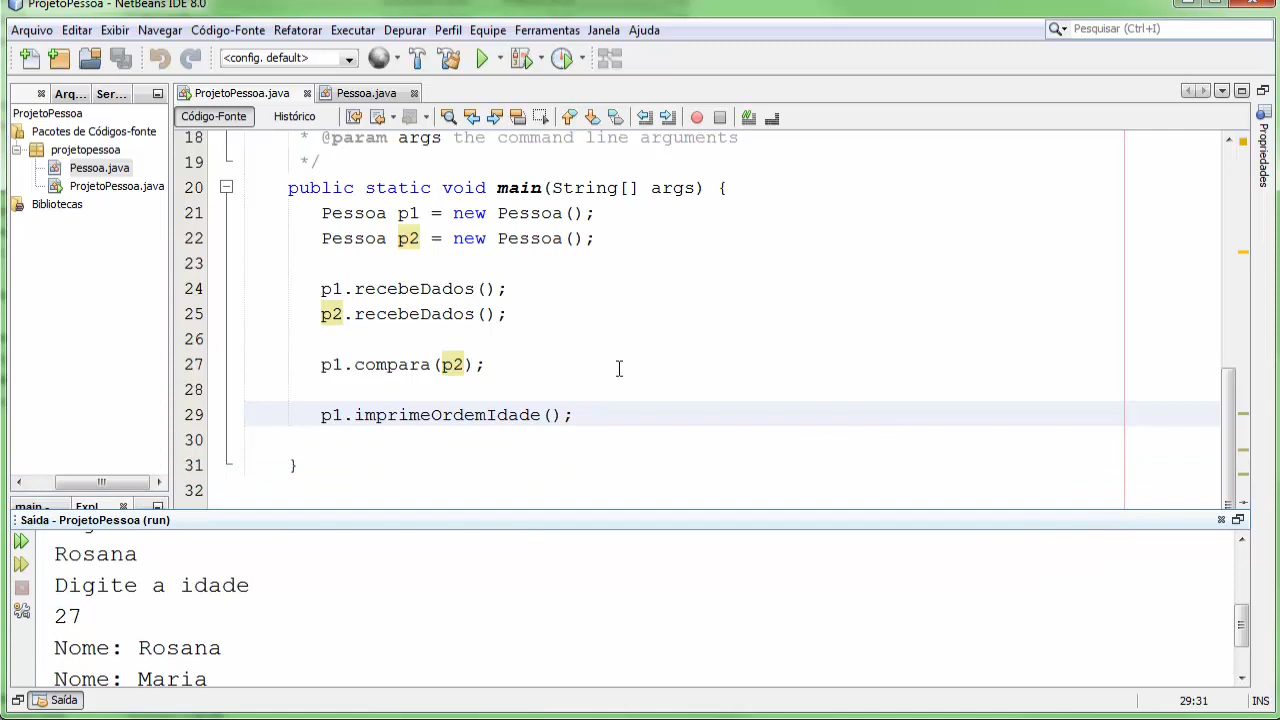 ProjetoPessoa - NetBeans IDE 8.0
Arquivo Editar Exibir Navegar Código-Fonte Refatorar Executar Depurar Perfil Equipe Ferramentas Janela Ajuda
Pesquisar (Ctrl+I)
<config. default>
Arq... Ser...
ProjetoPessoa.java Pessoa.java
ProjetoPessoa
Pacotes de Códigos-fonte
projetopessoa
Pessoa.java
ProjetoPessoa.java
Bibliotecas
Código-Fonte Histórico
Propriedades
18 * @param args the command line arguments
19 */
20 public static void main(String[] args) {
21 Pessoa p1 = new Pessoa();
22 Pessoa p2 = new Pessoa();
23
24 p1.recebeDados();
25 p2.recebeDados();
26
27 p1.compara(p2);
28
29 p1.imprimeOrdemIdade();
30
31 }
32
main - Expl
Saída - ProjetoPessoa (run)
Rosana
Digite a idade
27
Nome: Rosana
Nome: Maria
Saída
29:31 INS